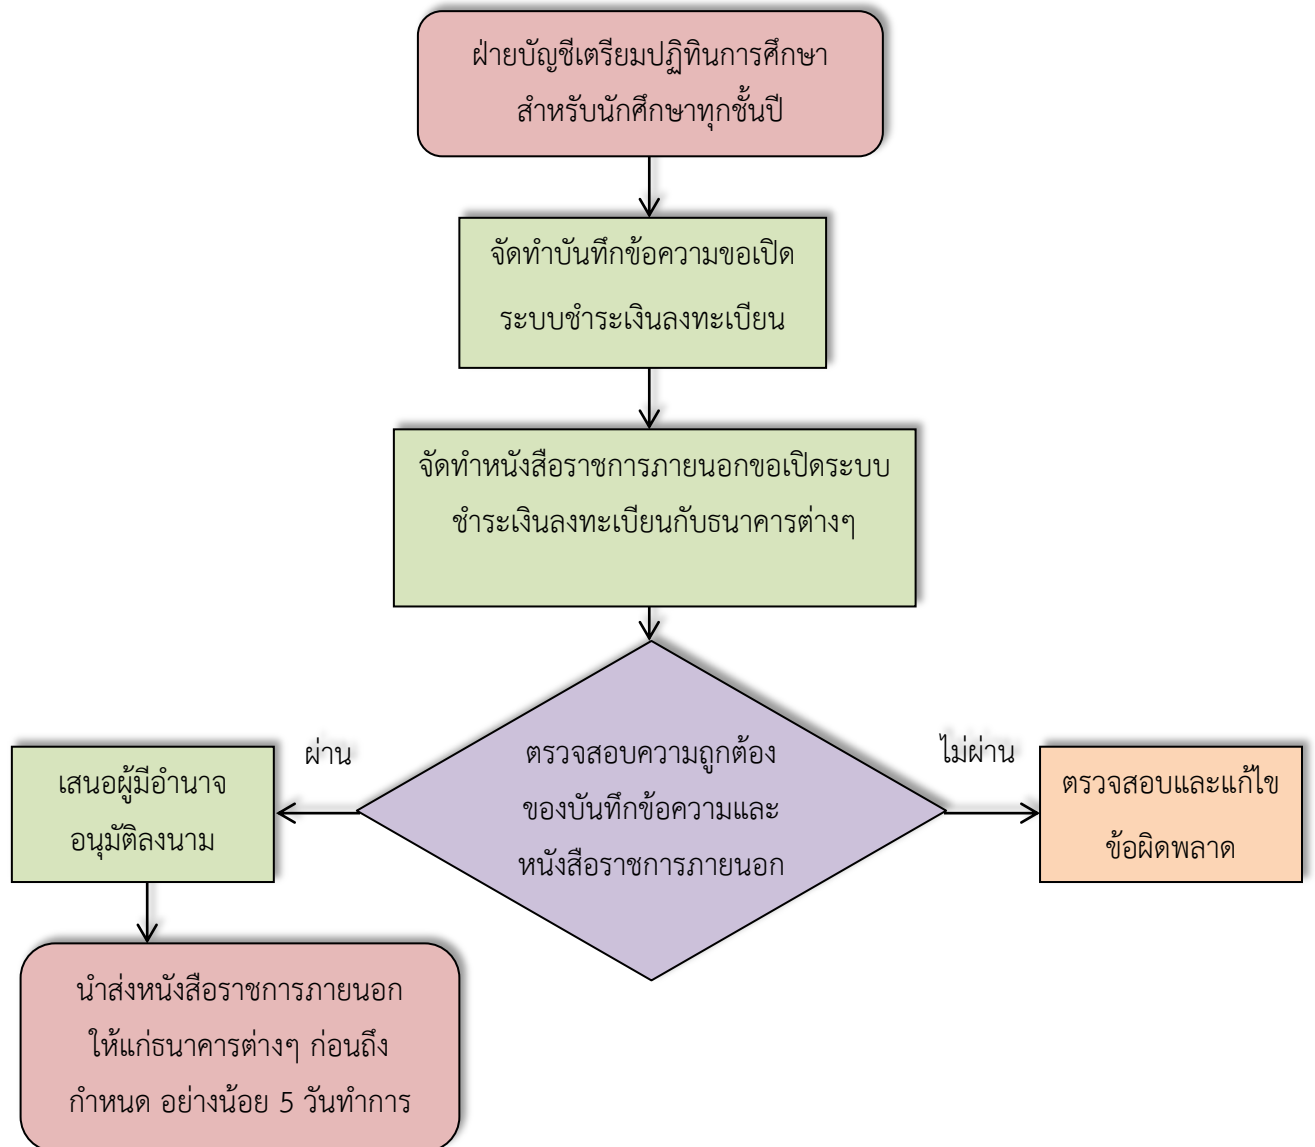 ฝ่ายบัญชีเตรียมปฏิทินการศึกษา
สำหรับนักศึกษาทุกชั้นปี
จัดทำบันทึกข้อความขอเปิด
ระบบชำระเงินลงทะเบียน
จัดทำหนังสือราชการภายนอกขอเปิดระบบ
ชำระเงินลงทะเบียนกับธนาคารต่างๆ
ตรวจสอบความถูกต้อง
ของบันทึกข้อความและ
หนังสือราชการภายนอก
ผ่าน
ไม่ผ่าน
เสนอผู้มีอำนาจ
อนุมัติลงนาม
ตรวจสอบและแก้ไข
ข้อผิดพลาด
นำส่งหนังสือราชการภายนอก
ให้แก่ธนาคารต่างๆ ก่อนถึง
กำหนด อย่างน้อย 5 วันทำการ